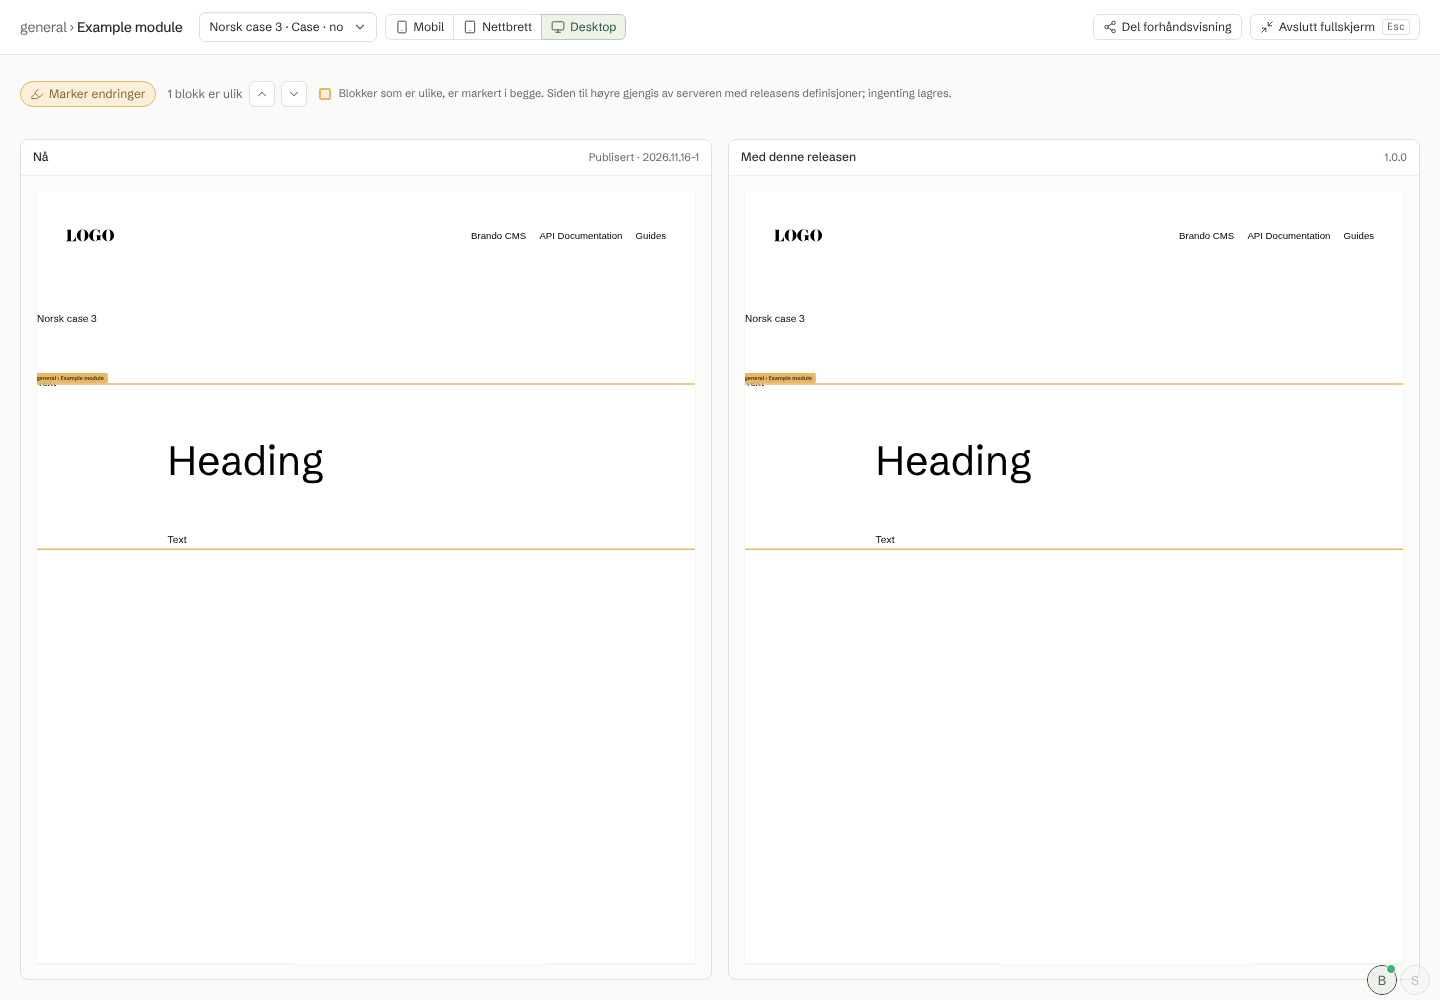 general › Example module
Norsk case 3 · Case · no
Mobil
Nettbrett
Desktop
Del forhåndsvisning
Avslutt fullskjerm
Esc
Marker endringer
1 blokk er ulik
Blokker som er ulike, er markert i begge. Siden til høyre gjengis av serveren med releasens definisjoner; ingenting lagres.
Nå
Publisert · 2026.11.16-1
LOGO
Brando CMS
API Documentation
Guides
Norsk case 3
general › Example module
Heading
Text
Med denne releasen
1.0.0
LOGO
Brando CMS
API Documentation
Guides
Norsk case 3
general › Example module
Heading
Text
B
S